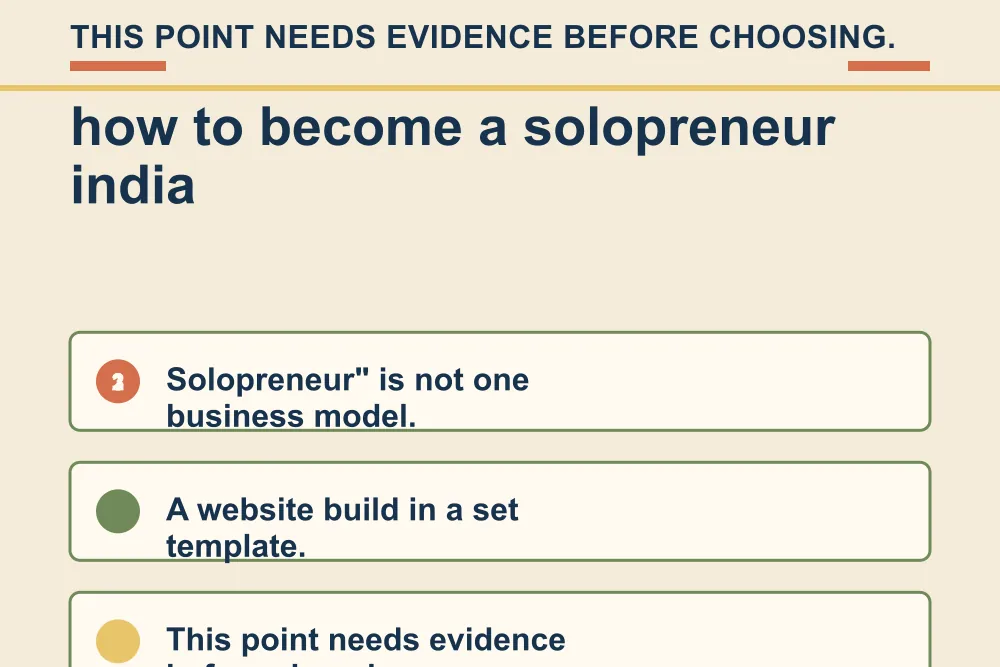 THIS POINT NEEDS EVIDENCE BEFORE CHOOSING.
how to become a solopreneur
india
Solopreneur" is not one
business model.
A website build in a set
template.
This point needs evidence